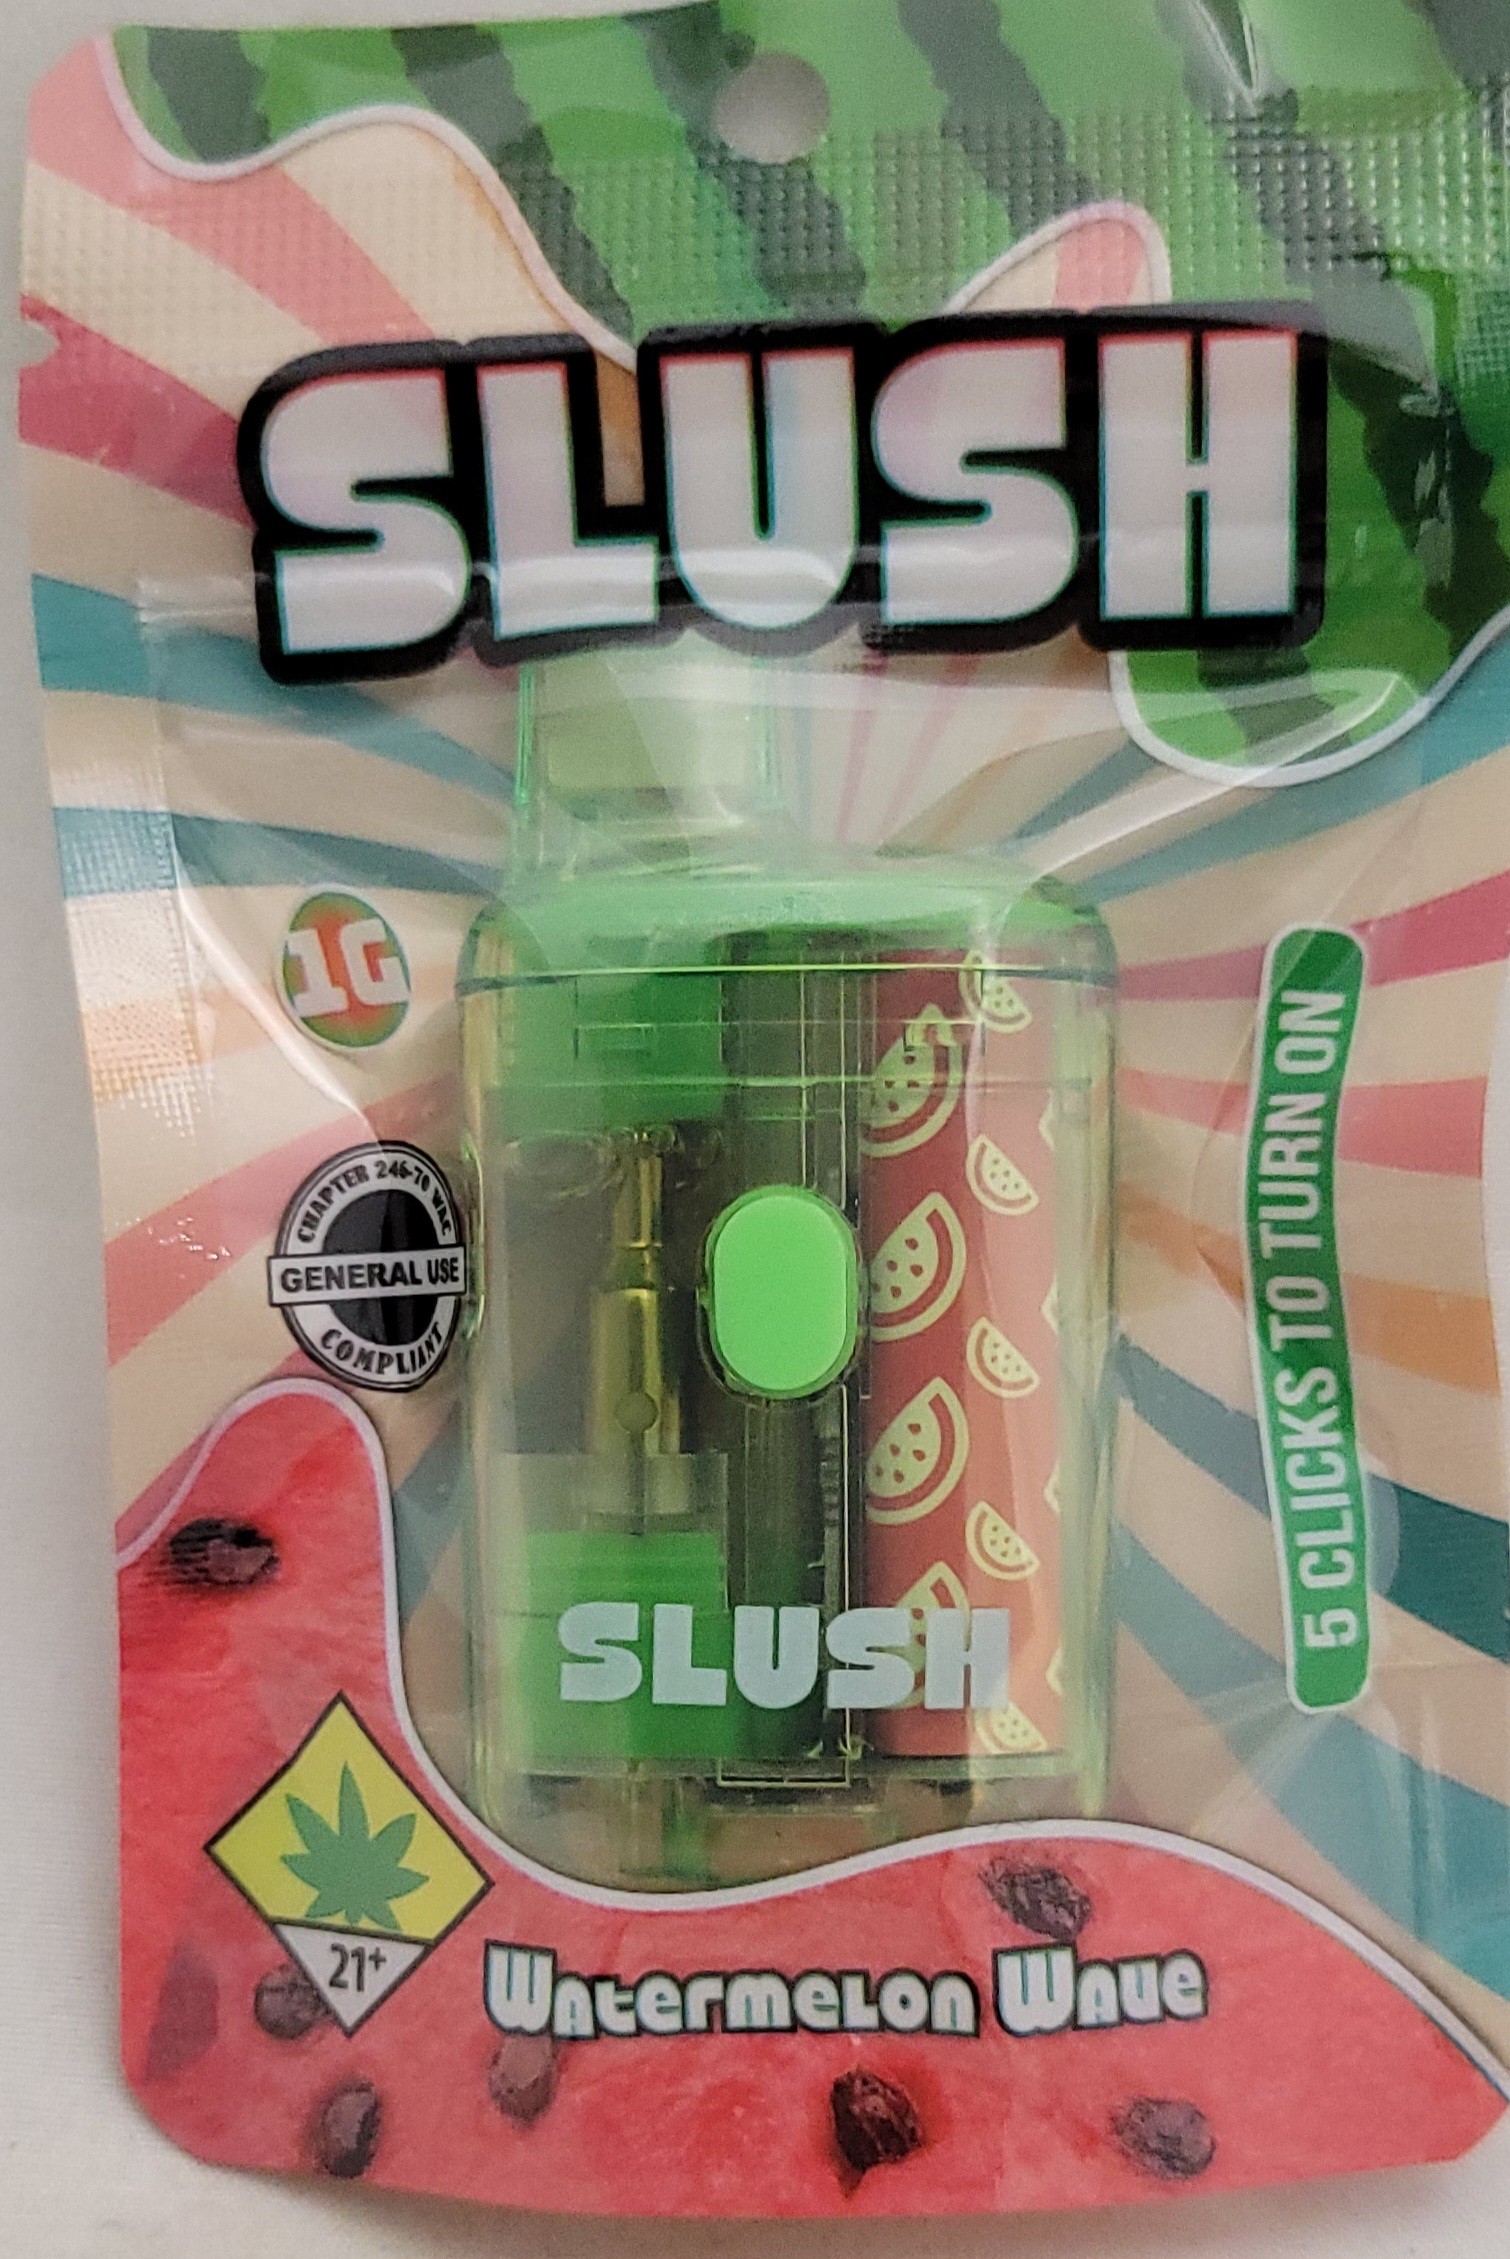 SLUSH
1G
CHAPTER 246-70 WAC
GENERAL USE
COMPLIANT
5 CLICKS TO TURN ON
SLUSH
21+
Watermelon Wave